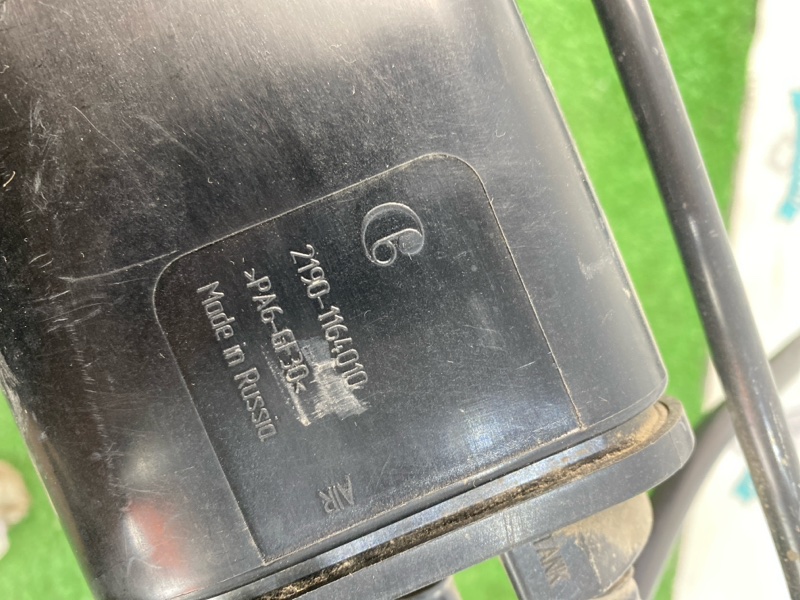 2190-1164010
>PA6-GF30<
Made in Russia
AIR
TANK